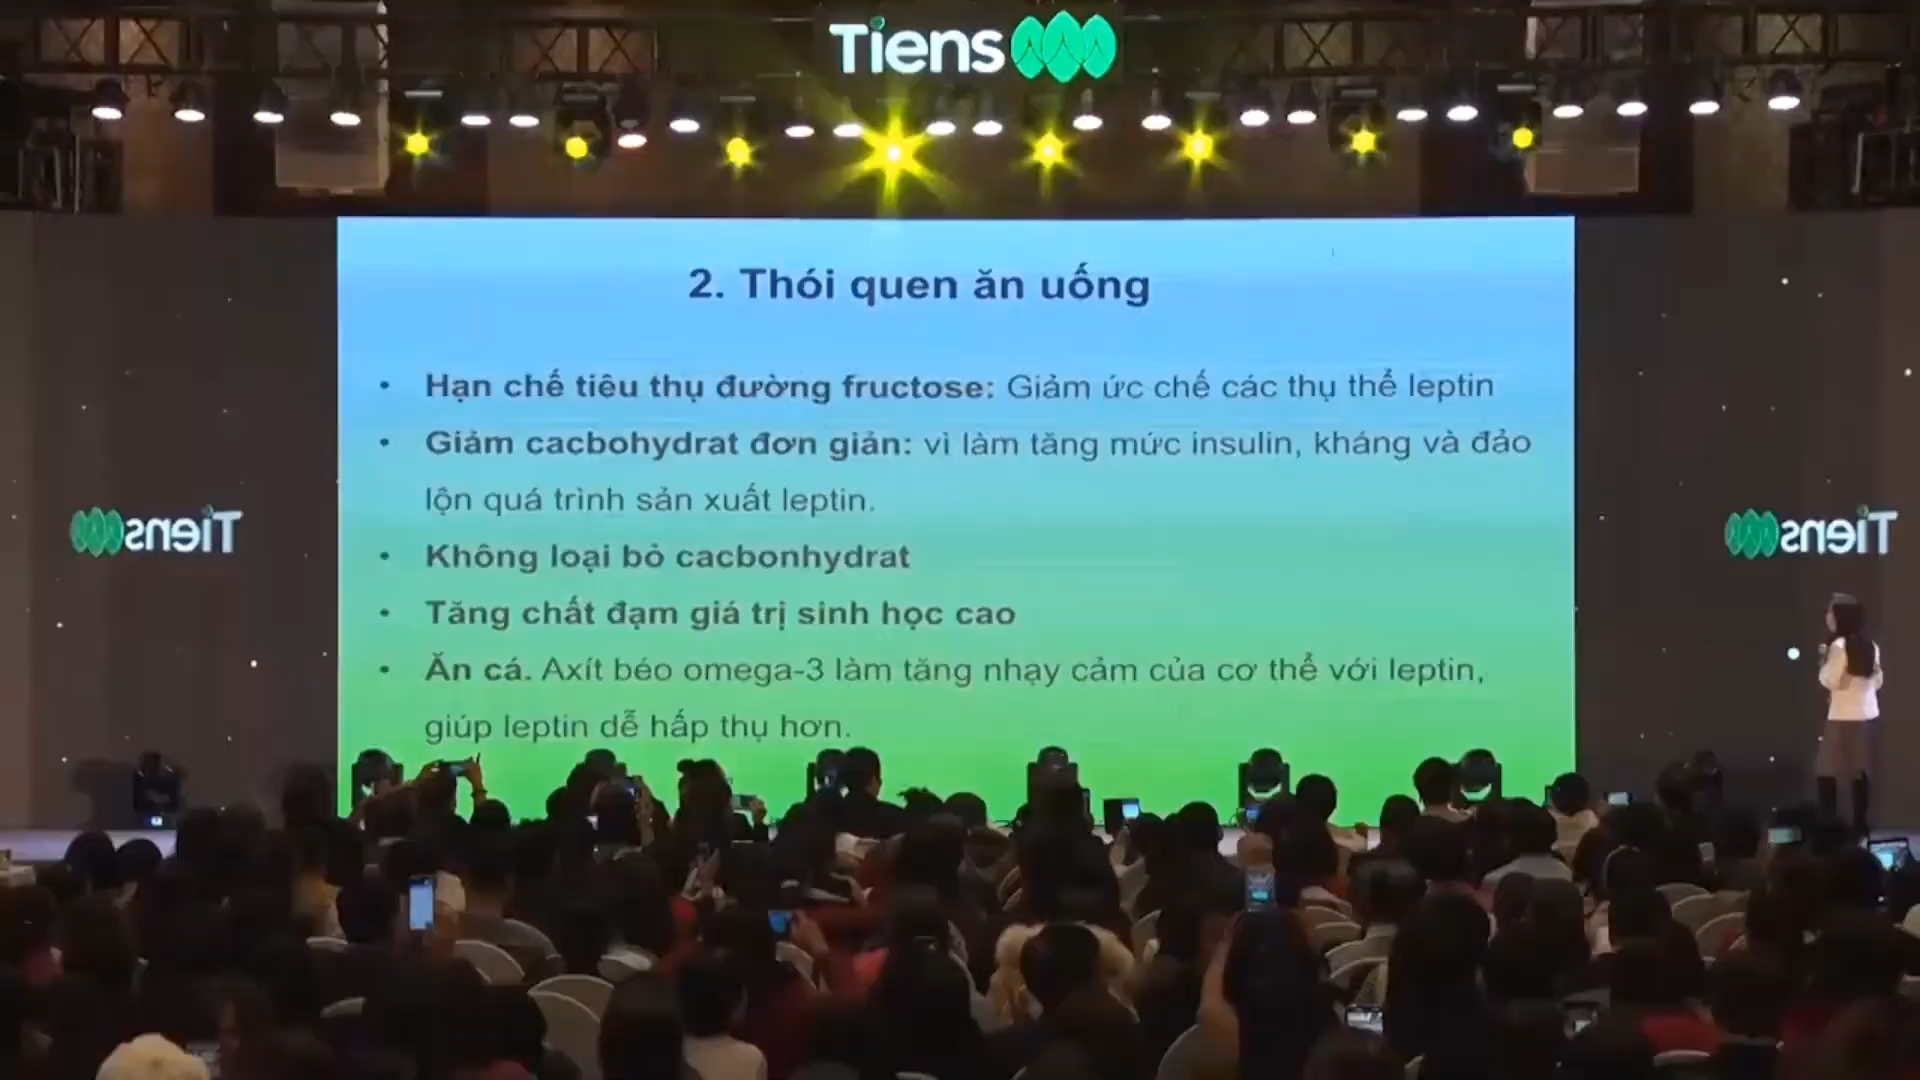 Tiens
2. Thói quen ăn uống
• Hạn chế tiêu thụ đường fructose: Giảm ức chế các thụ thể leptin
• Giảm cacbohydrat đơn giản: vì làm tăng mức insulin, kháng và đảo
lộn quá trình sản xuất leptin.
• Không loại bỏ cacbonhydrat
• Tăng chất đạm giá trị sinh học cao
• Ăn cá. Axít béo omega-3 làm tăng nhạy cảm của cơ thể với leptin,
giúp leptin dễ hấp thụ hơn.
Tiens
Tiens